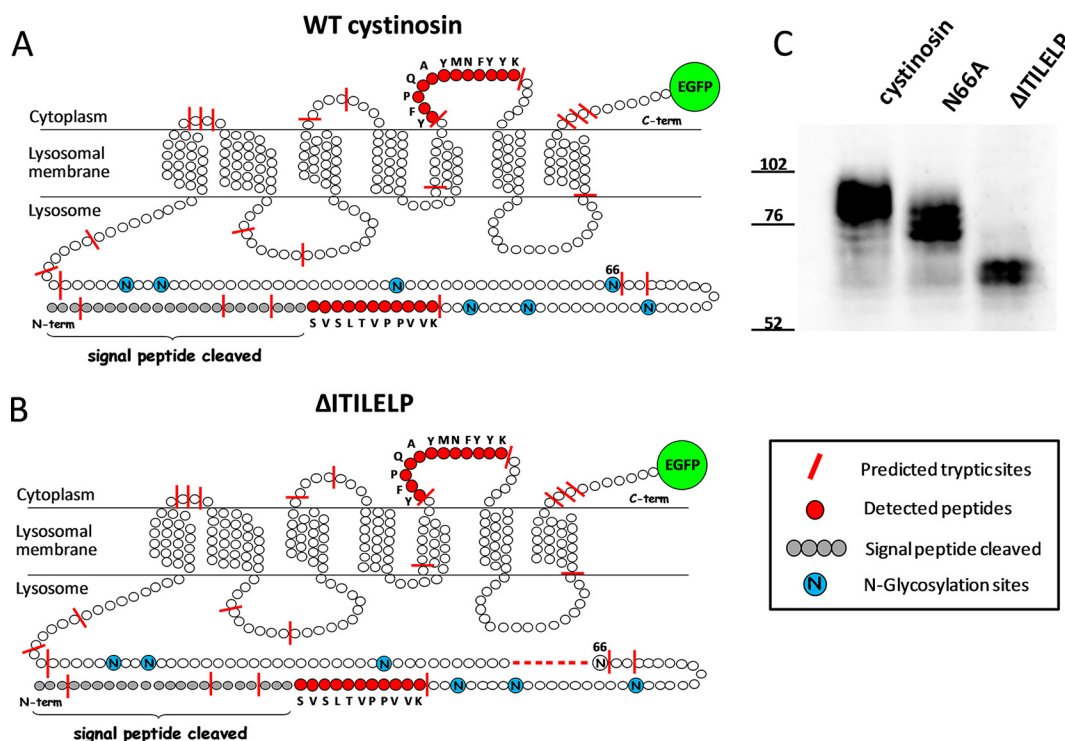 A
WT cystinosin
A Y M N F Y Y K
Q
P
F
Y
EGFP
C-term
Cytoplasm
Lysosomal
membrane
Lysosome
66
N N N N
N N N
N-term
S V S L T V P P V V K
signal peptide cleaved
B
ΔITILELP
A Y M N F Y Y K
Q
P
F
Y
EGFP
C-term
Cytoplasm
Lysosomal
membrane
Lysosome
66
N N N N
N N N
N-term
S V S L T V P P V V K
signal peptide cleaved
C
cystinosin
N66A
ΔITILELP
102
76
52
Predicted tryptic sites
Detected peptides
Signal peptide cleaved
N N-Glycosylation sites